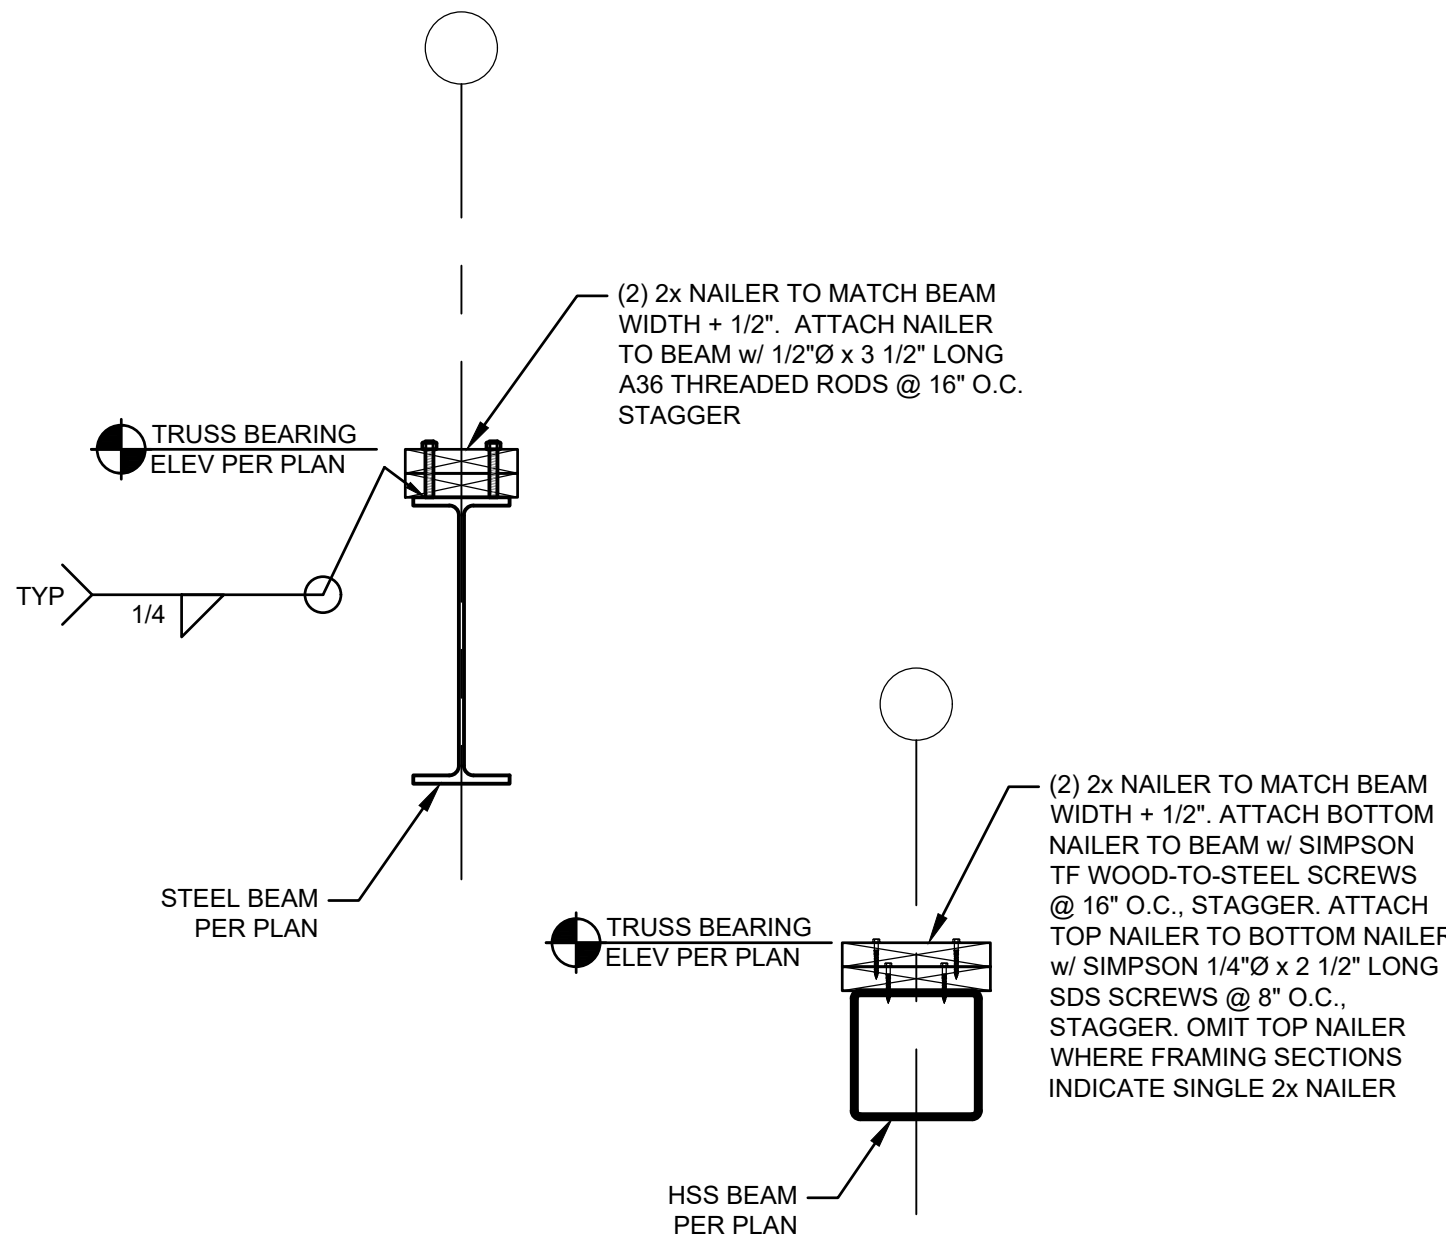 (2) 2x NAILER TO MATCH BEAM
WIDTH + 1/2". ATTACH NAILER
TO BEAM w/ 1/2"Ø x 3 1/2" LONG
A36 THREADED RODS @ 16" O.C.
STAGGER
TRUSS BEARING
ELEV PER PLAN
TYP
1/4
STEEL BEAM
PER PLAN
(2) 2x NAILER TO MATCH BEAM
WIDTH + 1/2". ATTACH BOTTOM
NAILER TO BEAM w/ SIMPSON
TF WOOD-TO-STEEL SCREWS
@ 16" O.C., STAGGER. ATTACH
TOP NAILER TO BOTTOM NAILER
w/ SIMPSON 1/4"Ø x 2 1/2" LONG
SDS SCREWS @ 8" O.C.,
STAGGER. OMIT TOP NAILER
WHERE FRAMING SECTIONS
INDICATE SINGLE 2x NAILER
TRUSS BEARING
ELEV PER PLAN
HSS BEAM
PER PLAN